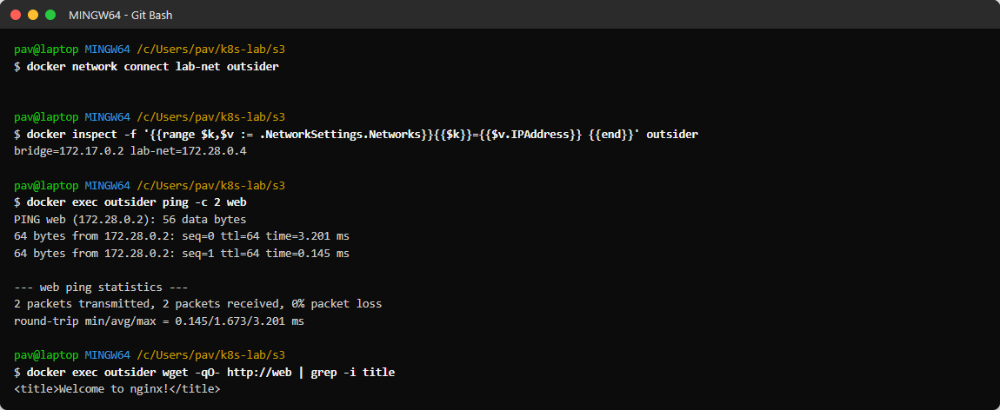 MINGW64 - Git Bash
pav@laptop MINGW64 /c/Users/pav/k8s-lab/s3
$ docker network connect lab-net outsider
pav@laptop MINGW64 /c/Users/pav/k8s-lab/s3
$ docker inspect -f '{{range $k,$v := .NetworkSettings.Networks}}{{$k}}={{$v.IPAddress}} {{end}}' outsider
bridge=172.17.0.2 lab-net=172.28.0.4
pav@laptop MINGW64 /c/Users/pav/k8s-lab/s3
$ docker exec outsider ping -c 2 web
PING web (172.28.0.2): 56 data bytes
64 bytes from 172.28.0.2: seq=0 ttl=64 time=3.201 ms
64 bytes from 172.28.0.2: seq=1 ttl=64 time=0.145 ms
--- web ping statistics ---
2 packets transmitted, 2 packets received, 0% packet loss
round-trip min/avg/max = 0.145/1.673/3.201 ms
pav@laptop MINGW64 /c/Users/pav/k8s-lab/s3
$ docker exec outsider wget -qO- http://web | grep -i title
<title>Welcome to nginx!</title>